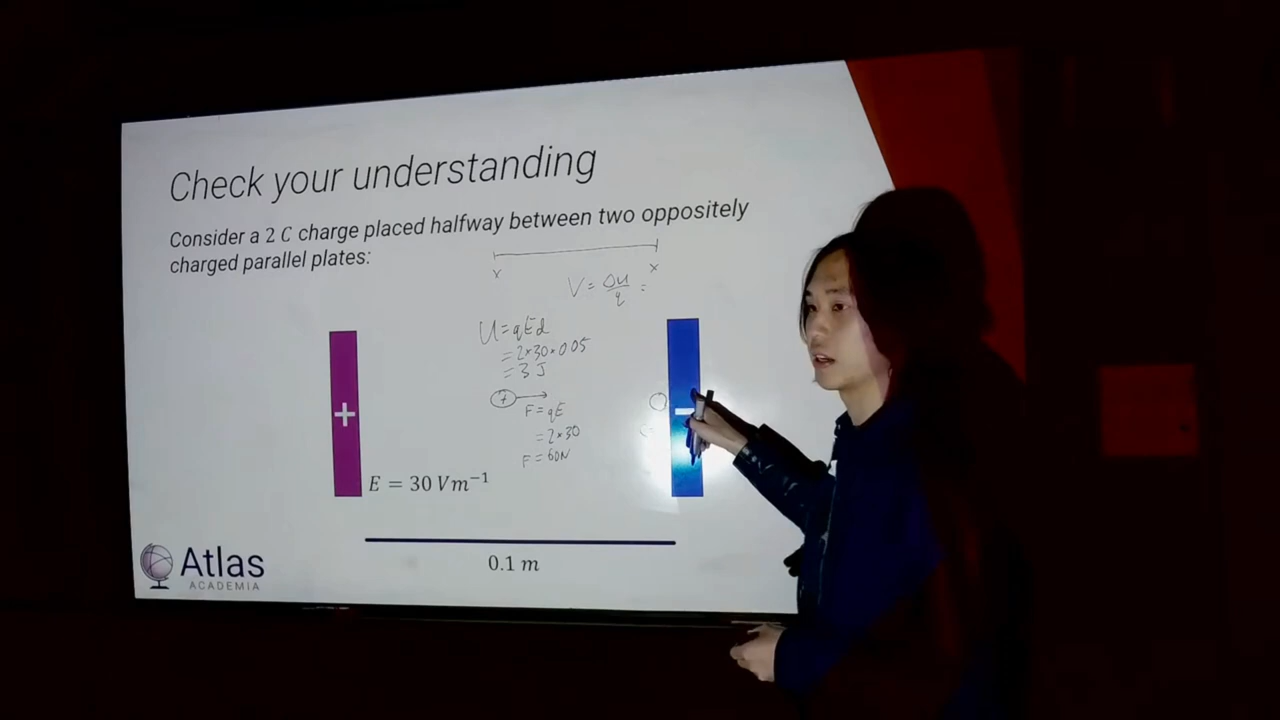 Check your understanding
Consider a 2 C charge placed halfway between two oppositely
charged parallel plates:
x x
V = Δu/q =
U = qEd
= 2×30×0.05
= 3 J
+
F = qE
= 2×30
F = 60N
+
−
E = 30 Vm⁻¹
0.1 m
Atlas
ACADEMIA